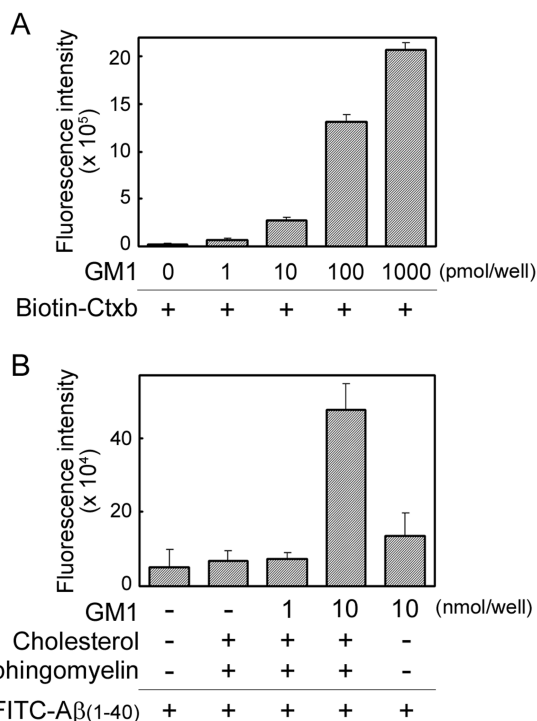 A
Fluorescence intensity
(x 10⁵)
20
15
10
5
0
GM1 0 1 10 100 1000 (pmol/well)
Biotin-Ctxb + + + + +
B
Fluorescence intensity
(x 10⁴)
40
20
0
GM1 - - 1 10 10 (nmol/well)
Cholesterol - + + + -
phingomyelin - + + + -
FITC-Aβ(1-40) + + + + +